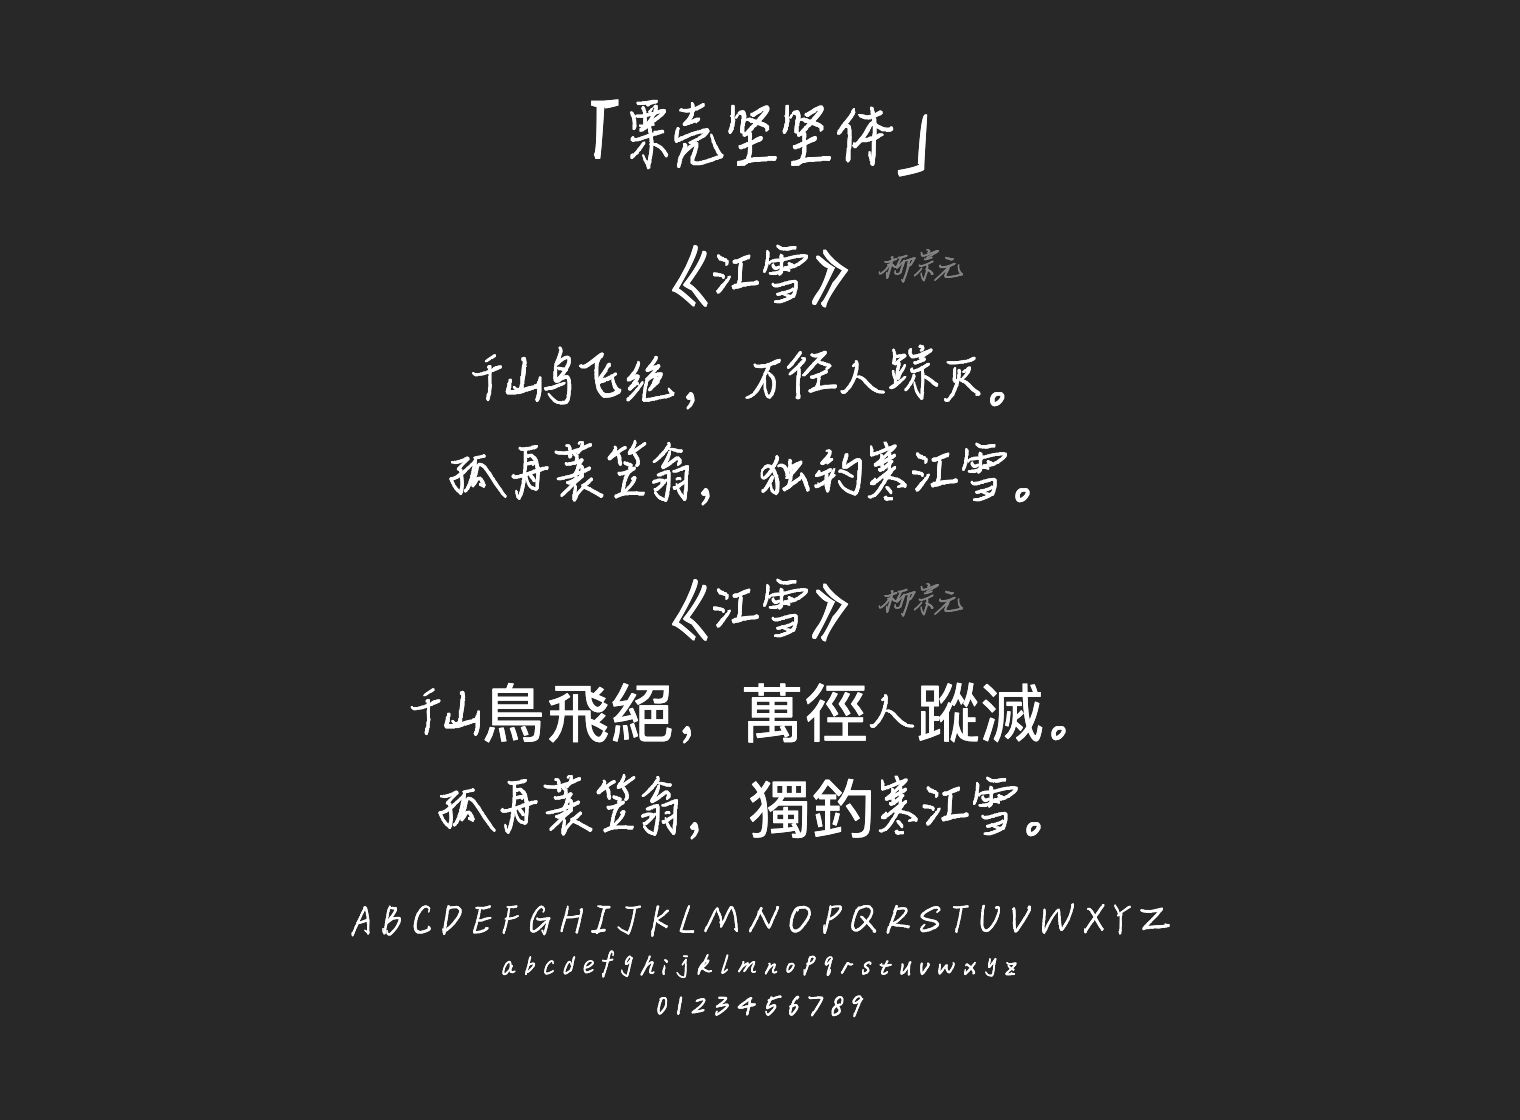 「栗壳坚坚体」
《江雪》 柳宗元
千山鸟飞绝，万径人踪灭。
孤舟蓑笠翁，独钓寒江雪。
《江雪》 柳宗元
千山鳥飛絕，萬徑人蹤滅。
孤舟蓑笠翁，獨釣寒江雪。
ABCDEFGHIJKLMNOPQRSTUVWXYZ
abcdefghijklmnopqrstuvwxyz
0123456789